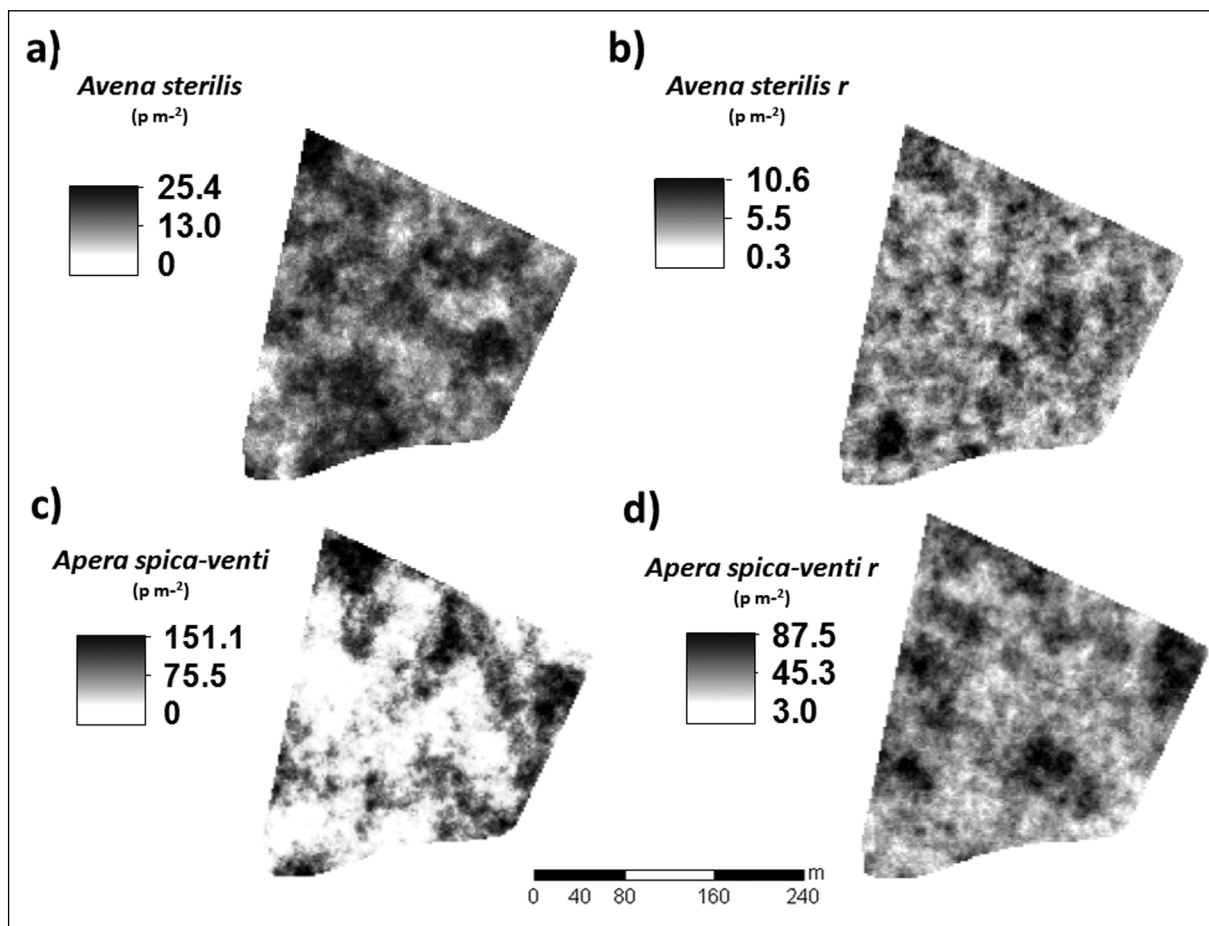 a)
Avena sterilis
(p m-2)
25.4
13.0
0
b)
Avena sterilis r
(p m-2)
10.6
5.5
0.3
c)
Apera spica-venti
(p m-2)
151.1
75.5
0
d)
Apera spica-venti r
(p m-2)
87.5
45.3
3.0
m
0 40 80 160 240